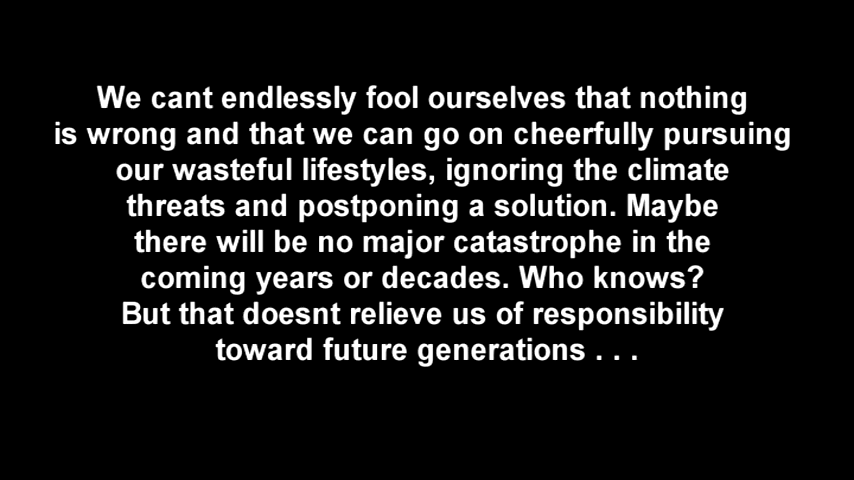 We cant endlessly fool ourselves that nothing
is wrong and that we can go on cheerfully pursuing
our wasteful lifestyles, ignoring the climate
threats and postponing a solution. Maybe
there will be no major catastrophe in the
coming years or decades. Who knows?
But that doesnt relieve us of responsibility
toward future generations . . .